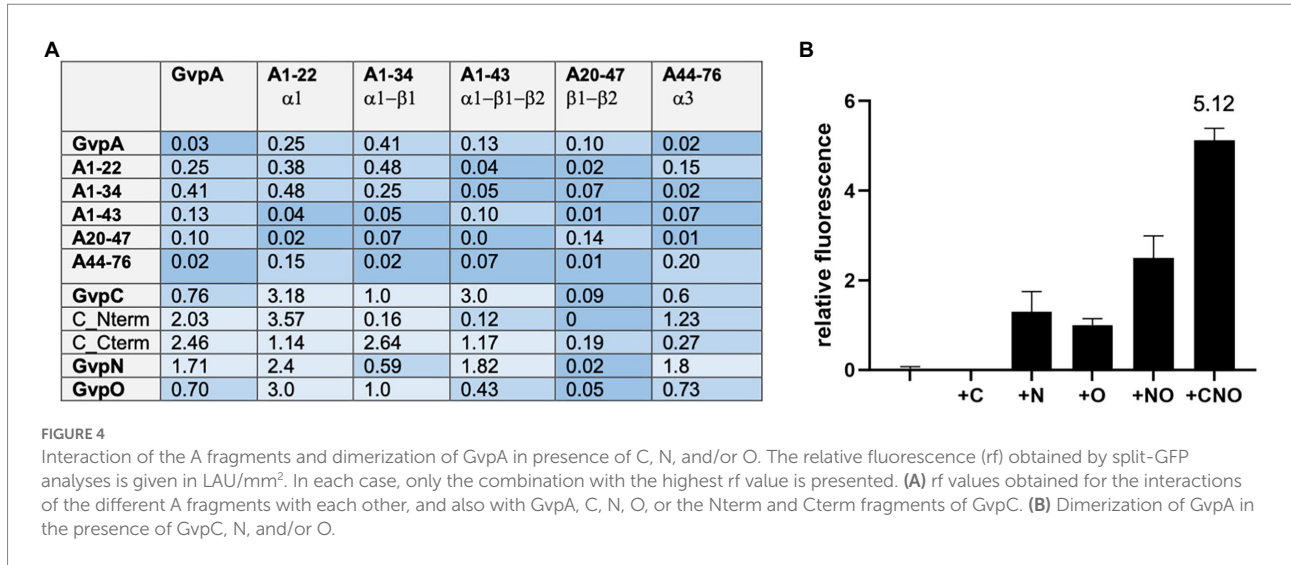 A
GvpA A1-22 A1-34 A1-43 A20-47 A44-76
α1 α1–β1 α1–β1–β2 β1–β2 α3
GvpA 0.03 0.25 0.41 0.13 0.10 0.02
A1-22 0.25 0.38 0.48 0.04 0.02 0.15
A1-34 0.41 0.48 0.25 0.05 0.07 0.02
A1-43 0.13 0.04 0.05 0.10 0.01 0.07
A20-47 0.10 0.02 0.07 0.0 0.14 0.01
A44-76 0.02 0.15 0.02 0.07 0.01 0.20
GvpC 0.76 3.18 1.0 3.0 0.09 0.6
C_Nterm 2.03 3.57 0.16 0.12 0 1.23
C_Cterm 2.46 1.14 2.64 1.17 0.19 0.27
GvpN 1.71 2.4 0.59 1.82 0.02 1.8
GvpO 0.70 3.0 1.0 0.43 0.05 0.73
B
relative fluorescence
6
4
2
0
5.12
+C +N +O +NO +CNO
FIGURE 4
Interaction of the A fragments and dimerization of GvpA in presence of C, N, and/or O. The relative fluorescence (rf) obtained by split-GFP
analyses is given in LAU/mm². In each case, only the combination with the highest rf value is presented. (A) rf values obtained for the interactions
of the different A fragments with each other, and also with GvpA, C, N, O, or the Nterm and Cterm fragments of GvpC. (B) Dimerization of GvpA in
the presence of GvpC, N, and/or O.